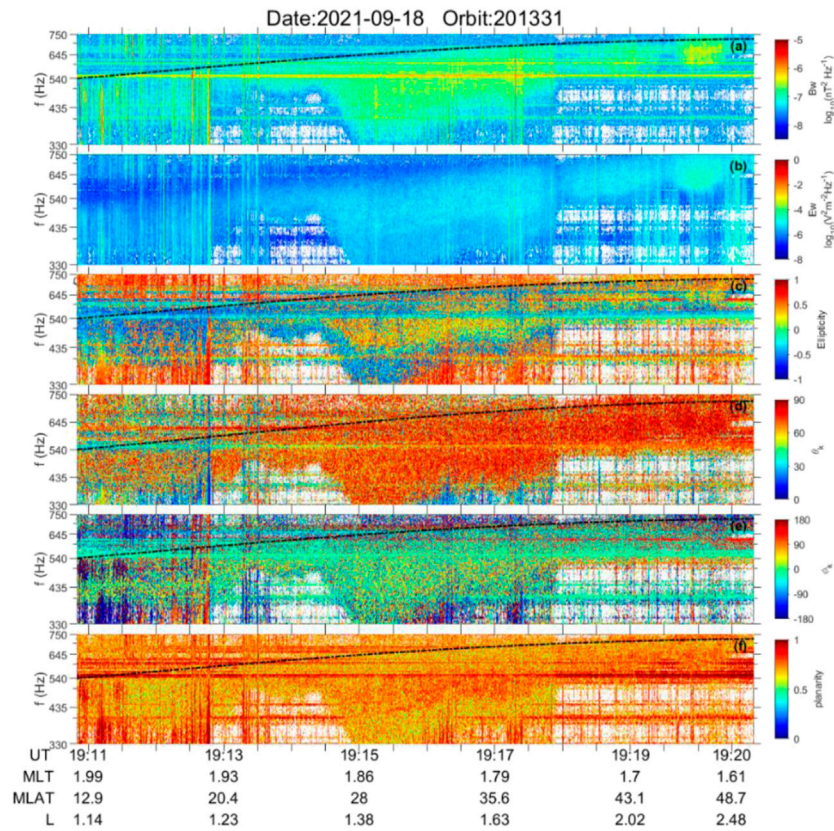 Date:2021-09-18 Orbit:201331
750
645
540
435
330
f (Hz)
(a)
-5
-6
-7
-8
Bw
log10(nT2 Hz-1)
750
645
540
435
330
f (Hz)
(b)
0
-2
-4
-6
-8
Ew
log10(V2m-2Hz-1)
750
645
540
435
330
f (Hz)
(c)
1
0.5
0
-0.5
-1
Elipticity
750
645
540
435
330
f (Hz)
(d)
90
60
30
0
θk
750
645
540
435
330
f (Hz)
(e)
180
90
0
-90
-180
ϕk
750
645
540
435
330
f (Hz)
(f)
1
0.5
0
planarity
UT 19:11 19:13 19:15 19:17 19:19 19:20
MLT 1.99 1.93 1.86 1.79 1.7 1.61
MLAT 12.9 20.4 28 35.6 43.1 48.7
L 1.14 1.23 1.38 1.63 2.02 2.48